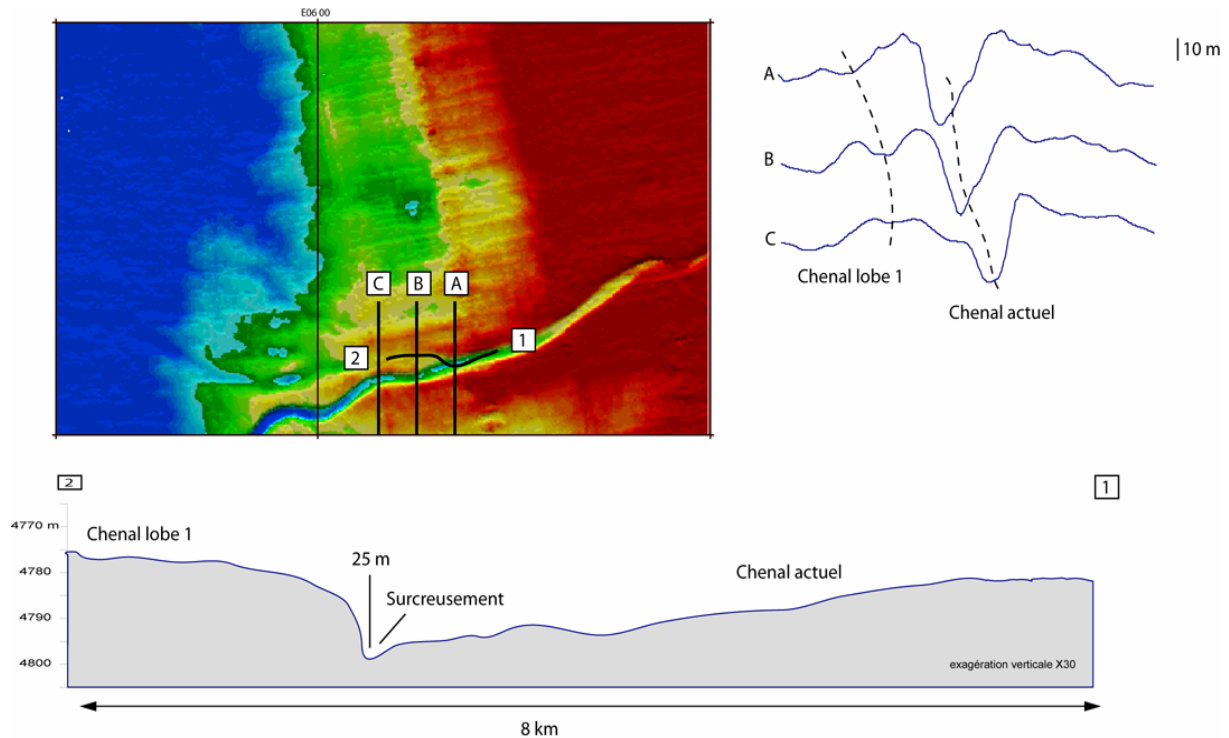 E06 00
C
B
A
1
2
A
B
C
10 m
Chenal lobe 1
Chenal actuel
2
1
4770 m
4780
4790
4800
Chenal lobe 1
25 m
Surcreusement
Chenal actuel
exagération verticale X30
8 km